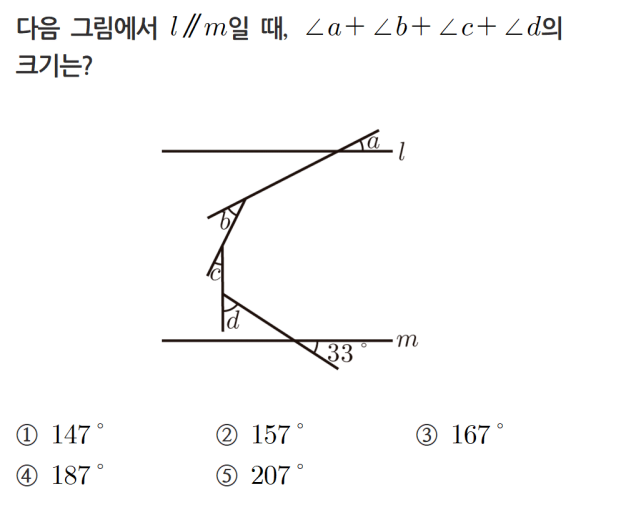 다음 그림에서 l∥m일 때, ∠a+∠b+∠c+∠d의
크기는?
a
l
b
c
d
m
33°
① 147° ② 157° ③ 167°
④ 187° ⑤ 207°